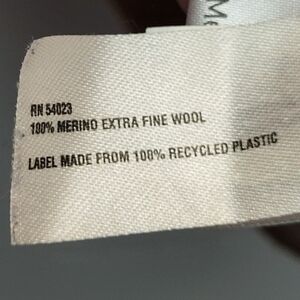 RN 54023
100% MERINO EXTRA FINE WOOL
LABEL MADE FROM 100% RECYCLED PLASTIC